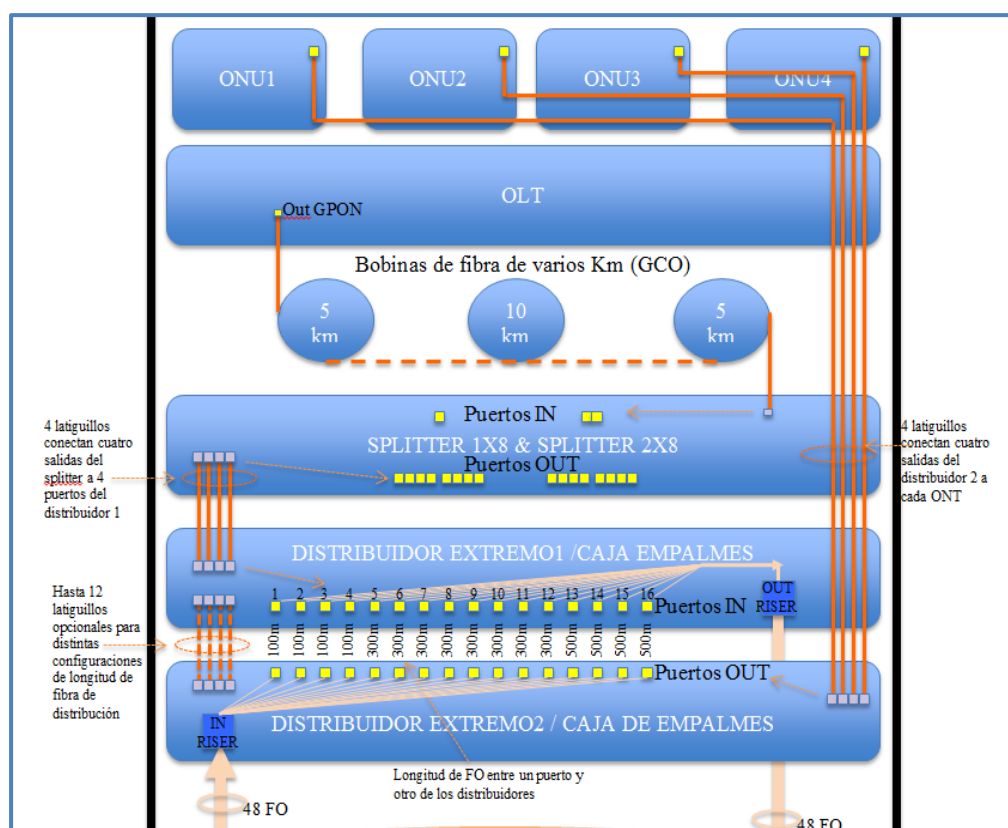 ONU1
ONU2
ONU3
ONU4
OLT
Out GPON
Bobinas de fibra de varios Km (GCO)
5
km
10
km
5
km
Puertos IN
SPLITTER 1X8 & SPLITTER 2X8
Puertos OUT
4 latiguillos
conectan cuatro
salidas del
splitter a 4
puertos del
distribuidor 1
4 latiguillos
conectan cuatro
salidas del
distribuidor 2 a
cada ONT
DISTRIBUIDOR EXTREMO1 /CAJA EMPALMES
1 2 3 4 5 6 7 8 9 10 11 12 13 14 15 16
Puertos IN
OUT
RISER
Hasta 12
latiguillos
opcionales para
distintas
configuraciones
de longitud de
fibra de
distribución
100m 100m 100m 100m 300m 300m 300m 300m 300m 300m 300m 300m 500m 500m 500m 500m
Puertos OUT
DISTRIBUIDOR EXTREMO2 / CAJA DE EMPALMES
IN
RISER
Longitud de FO entre un puerto y
otro de los distribuidores
48 FO
48 FO